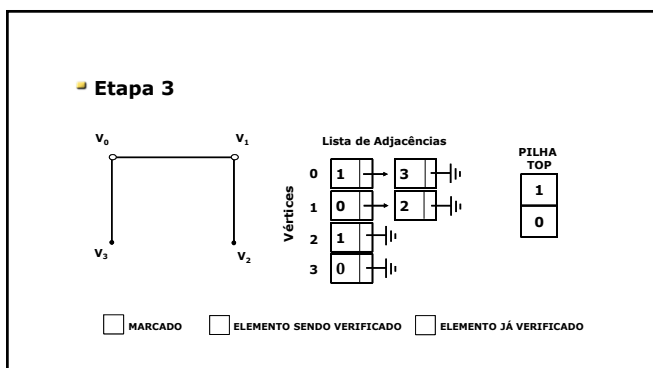 Etapa 3
V0 V1
V3 V2
Lista de Adjacências
Vértices
0 1 3
1 0 2
2 1
3 0
PILHA
TOP
1
0
MARCADO ELEMENTO SENDO VERIFICADO ELEMENTO JÁ VERIFICADO